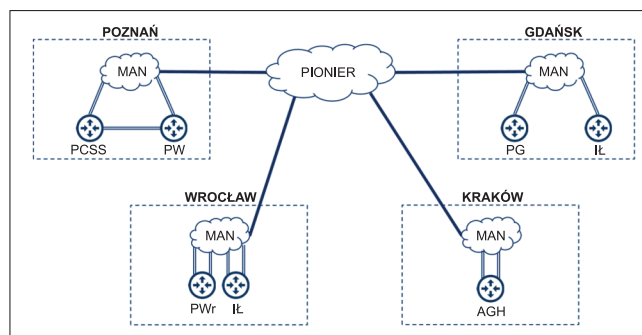 POZNAŃ
MAN
PCSS
PW
PIONIER
GDAŃSK
MAN
PG
IŁ
WROCŁAW
MAN
PWr
IŁ
KRAKÓW
MAN
AGH